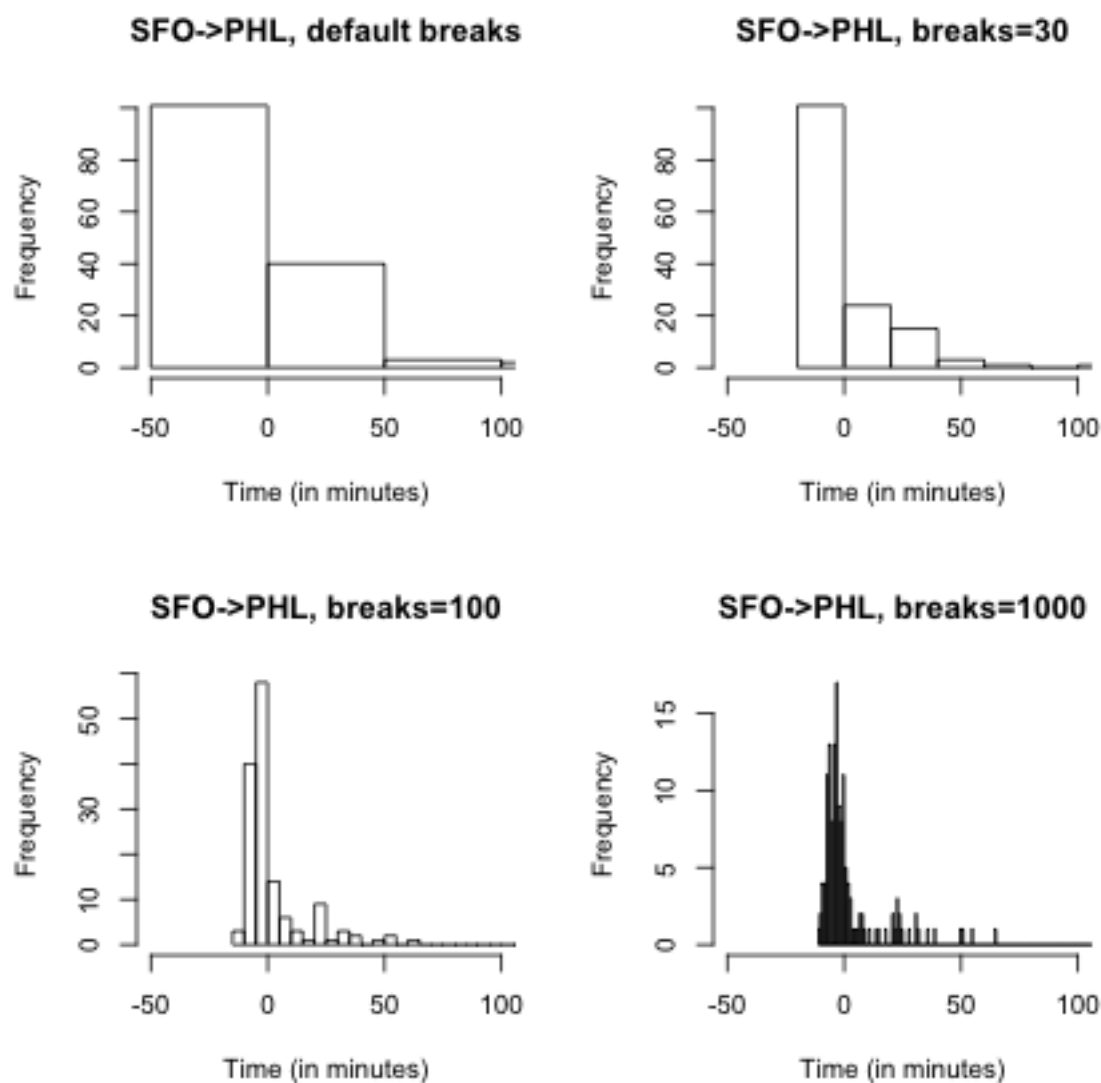 SFO->PHL, default breaks
Frequency
0 20 40 60 80
-50 0 50 100
Time (in minutes)
SFO->PHL, breaks=30
Frequency
0 20 40 60 80
-50 0 50 100
Time (in minutes)
SFO->PHL, breaks=100
Frequency
0 10 30 50
-50 0 50 100
Time (in minutes)
SFO->PHL, breaks=1000
Frequency
0 5 10 15
-50 0 50 100
Time (in minutes)